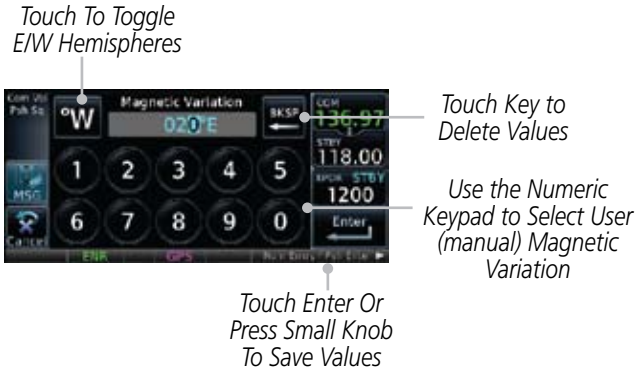 Touch To Toggle
E/W Hemispheres
Com Vol
Psh Sq
°W
Magnetic Variation
020°E
BKSP
COM
136.97
STBY
118.00
XPDR STBY
1200
1 2 3 4 5
6 7 8 9 0
MSG
Cancel
Enter
ENR GPS
Touch Key to
Delete Values
Use the Numeric
Keypad to Select User
(manual) Magnetic
Variation
Touch Enter Or
Press Small Knob
To Save Values